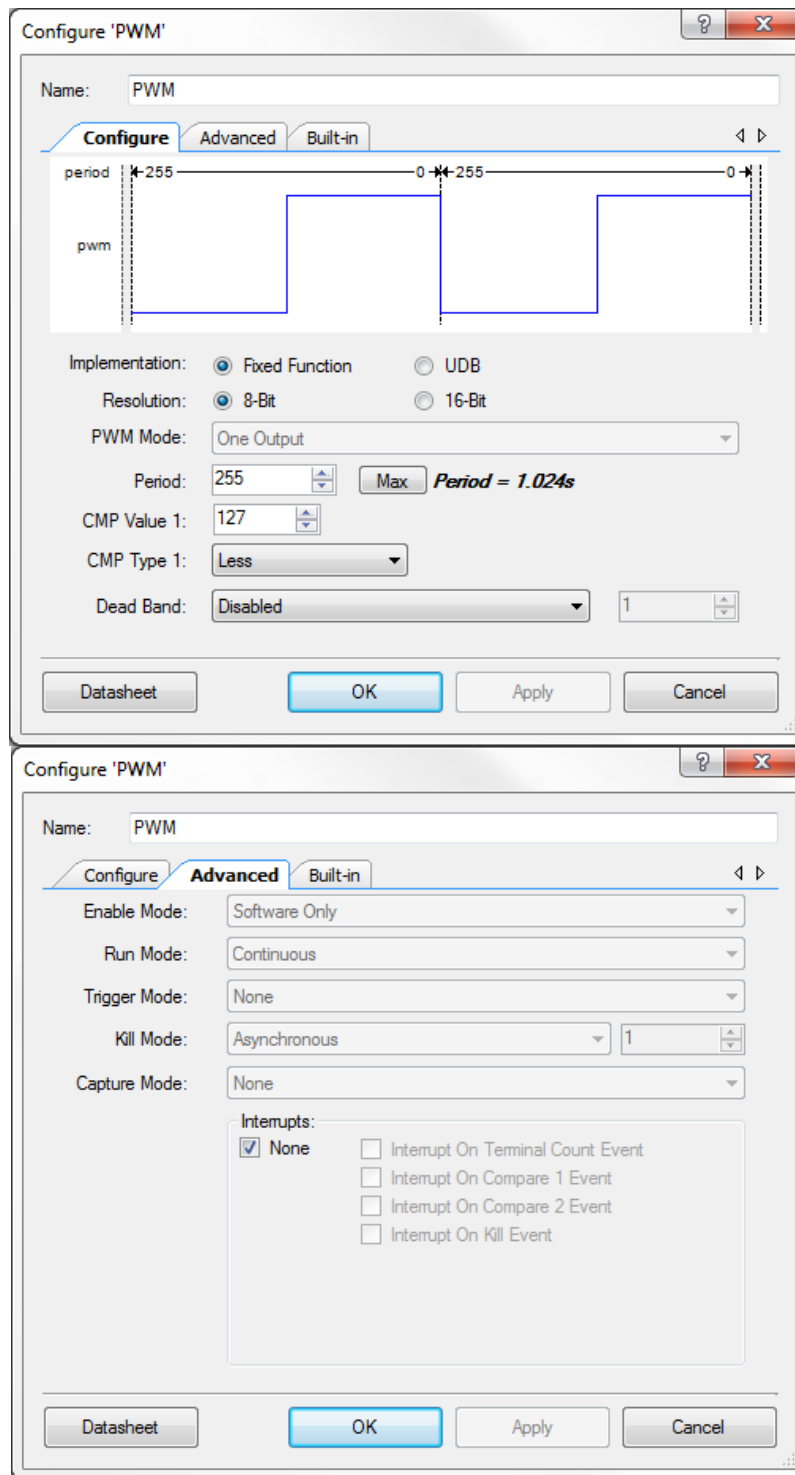 Configure 'PWM'
Name: PWM
Configure Advanced Built-in
period 255 0 255 0
pwm
Implementation: Fixed Function UDB
Resolution: 8-Bit 16-Bit
PWM Mode: One Output
Period: 255 Max Period = 1.024s
CMP Value 1: 127
CMP Type 1: Less
Dead Band: Disabled 1
Datasheet OK Apply Cancel
Configure 'PWM'
Name: PWM
Configure Advanced Built-in
Enable Mode: Software Only
Run Mode: Continuous
Trigger Mode: None
Kill Mode: Asynchronous 1
Capture Mode: None
Interrupts:
None Interrupt On Terminal Count Event
Interrupt On Compare 1 Event
Interrupt On Compare 2 Event
Interrupt On Kill Event
Datasheet OK Apply Cancel